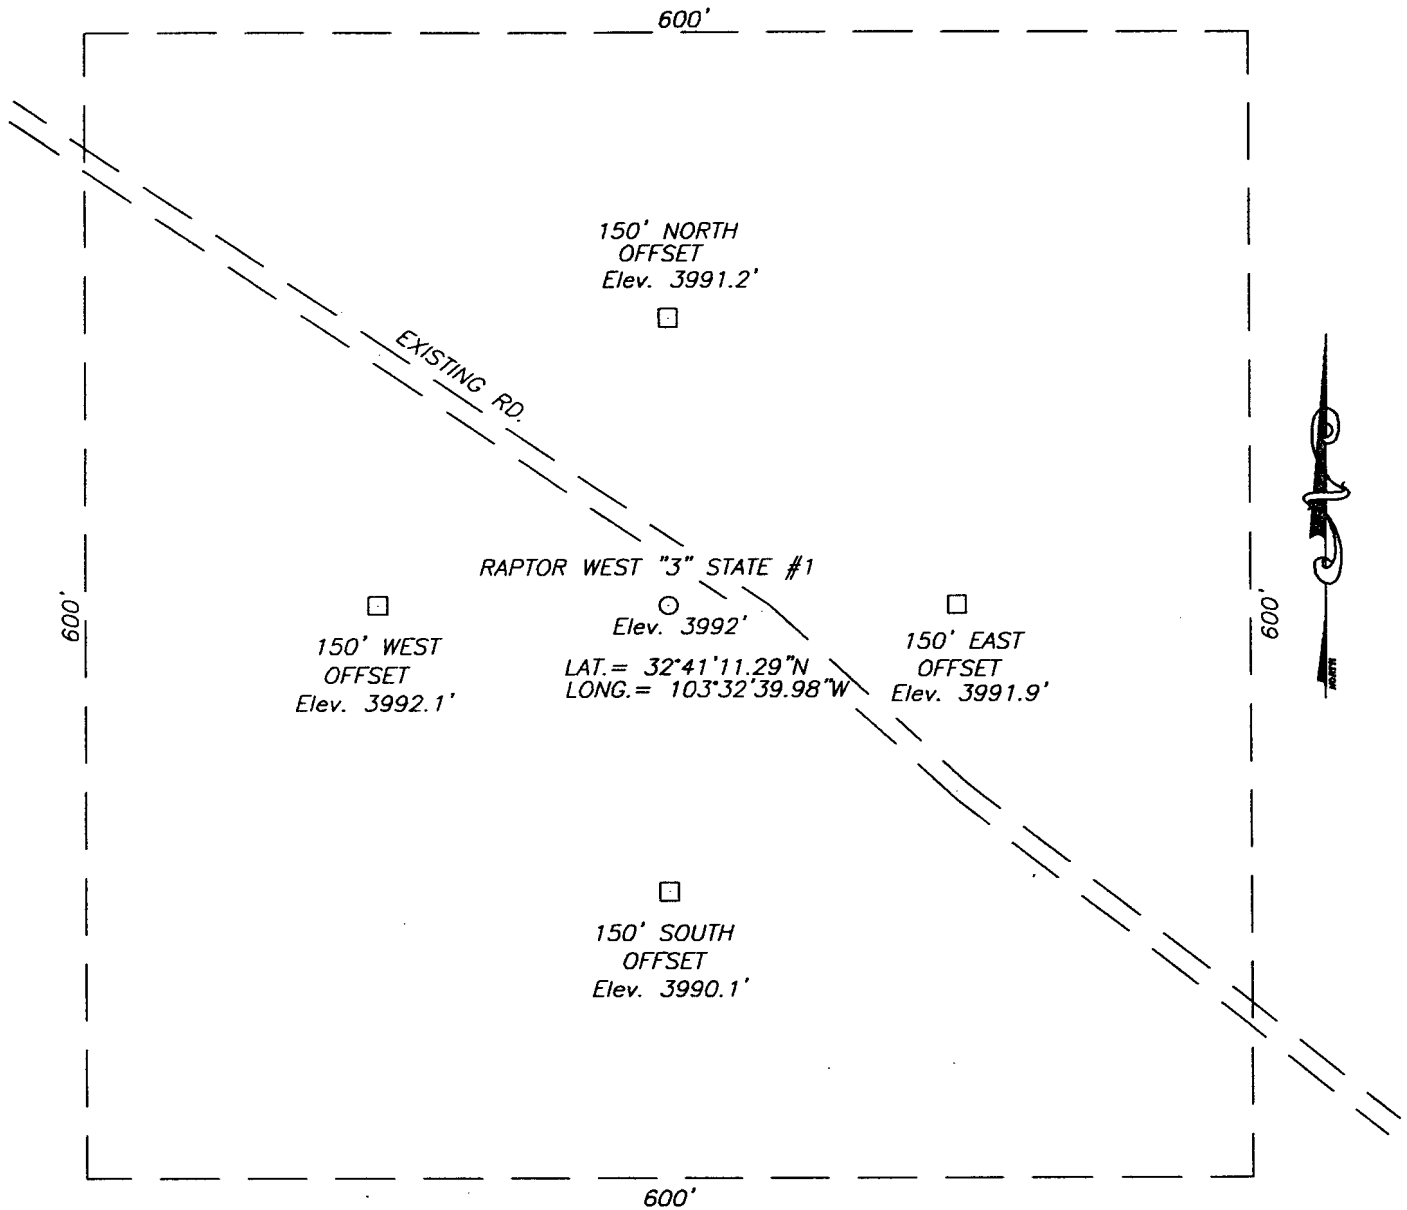 600'
150' NORTH
OFFSET
Elev. 3991.2'
EXISTING RD.
RAPTOR WEST "3" STATE #1
Elev. 3992'
LAT.= 32°41'11.29"N
LONG.= 103°32'39.98"W
600'
150' WEST
OFFSET
Elev. 3992.1'
150' EAST
OFFSET
Elev. 3991.9'
600'
NORTH
150' SOUTH
OFFSET
Elev. 3990.1'
600'